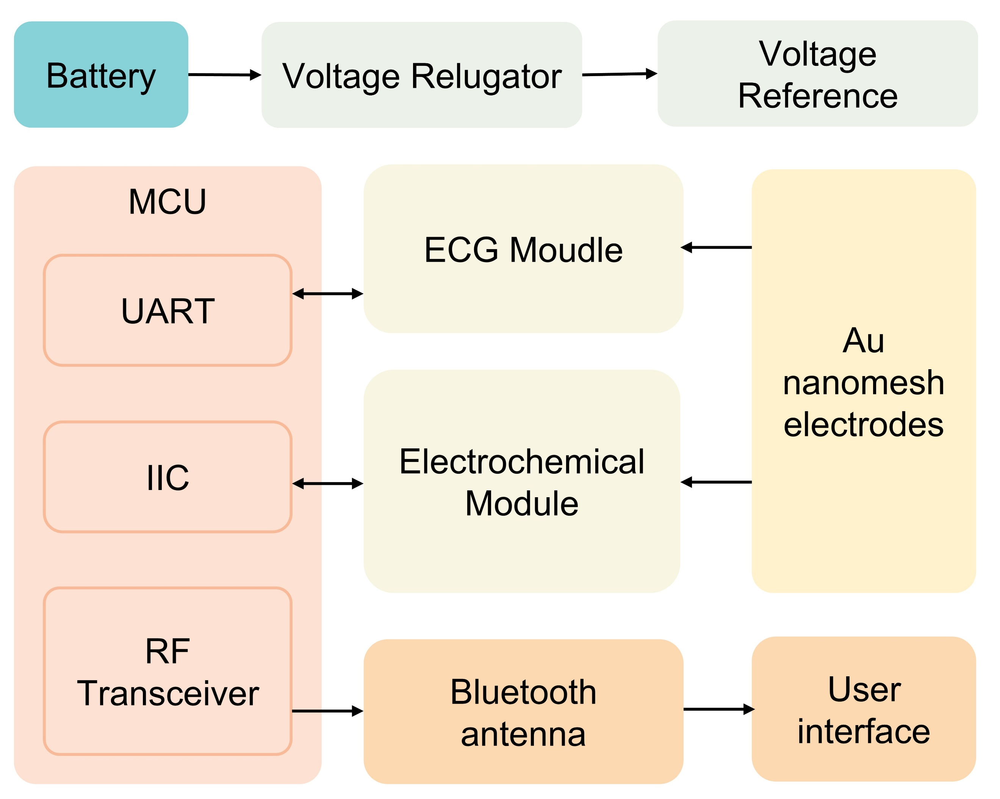 Battery
Voltage Relugator
Voltage
Reference
MCU
UART
IIC
RF
Transceiver
ECG Moudle
Electrochemical
Module
Au
nanomesh
electrodes
Bluetooth
antenna
User
interface